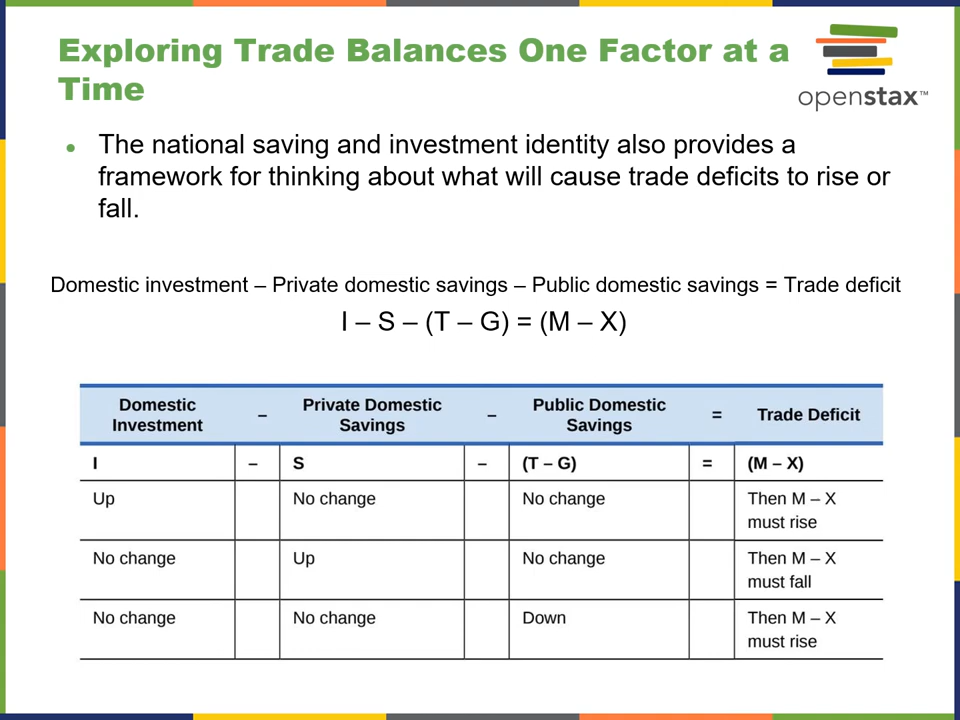 Exploring Trade Balances One Factor at a
Time
openstax™
• The national saving and investment identity also provides a
framework for thinking about what will cause trade deficits to rise or
fall.
Domestic investment – Private domestic savings – Public domestic savings = Trade deficit
I – S – (T – G) = (M – X)
Domestic Investment – Private Domestic Savings – Public Domestic Savings = Trade Deficit
I – S – (T – G) = (M – X)
Up No change No change Then M – X must rise
No change Up No change Then M – X must fall
No change No change Down Then M – X must rise